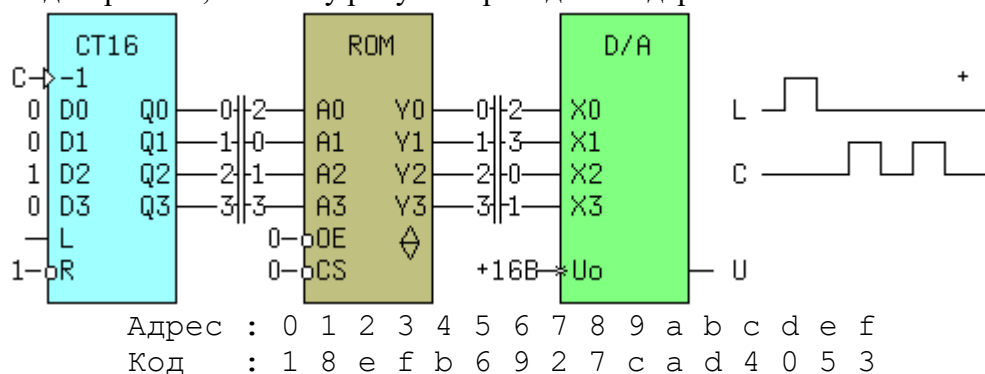 CT16 ROM D/A
C -1 +
0 D0 Q0 0 2 A0 Y0 0 2 X0 L
0 D1 Q1 1 0 A1 Y1 1 3 X1
1 D2 Q2 2 1 A2 Y2 2 0 X2 C
0 D3 Q3 3 3 A3 Y3 3 1 X3
L 0 OE
1 R 0 CS +16В Uo U
Адрес : 0 1 2 3 4 5 6 7 8 9 a b c d e f
Код : 1 8 e f b 6 9 2 7 c a d 4 0 5 3